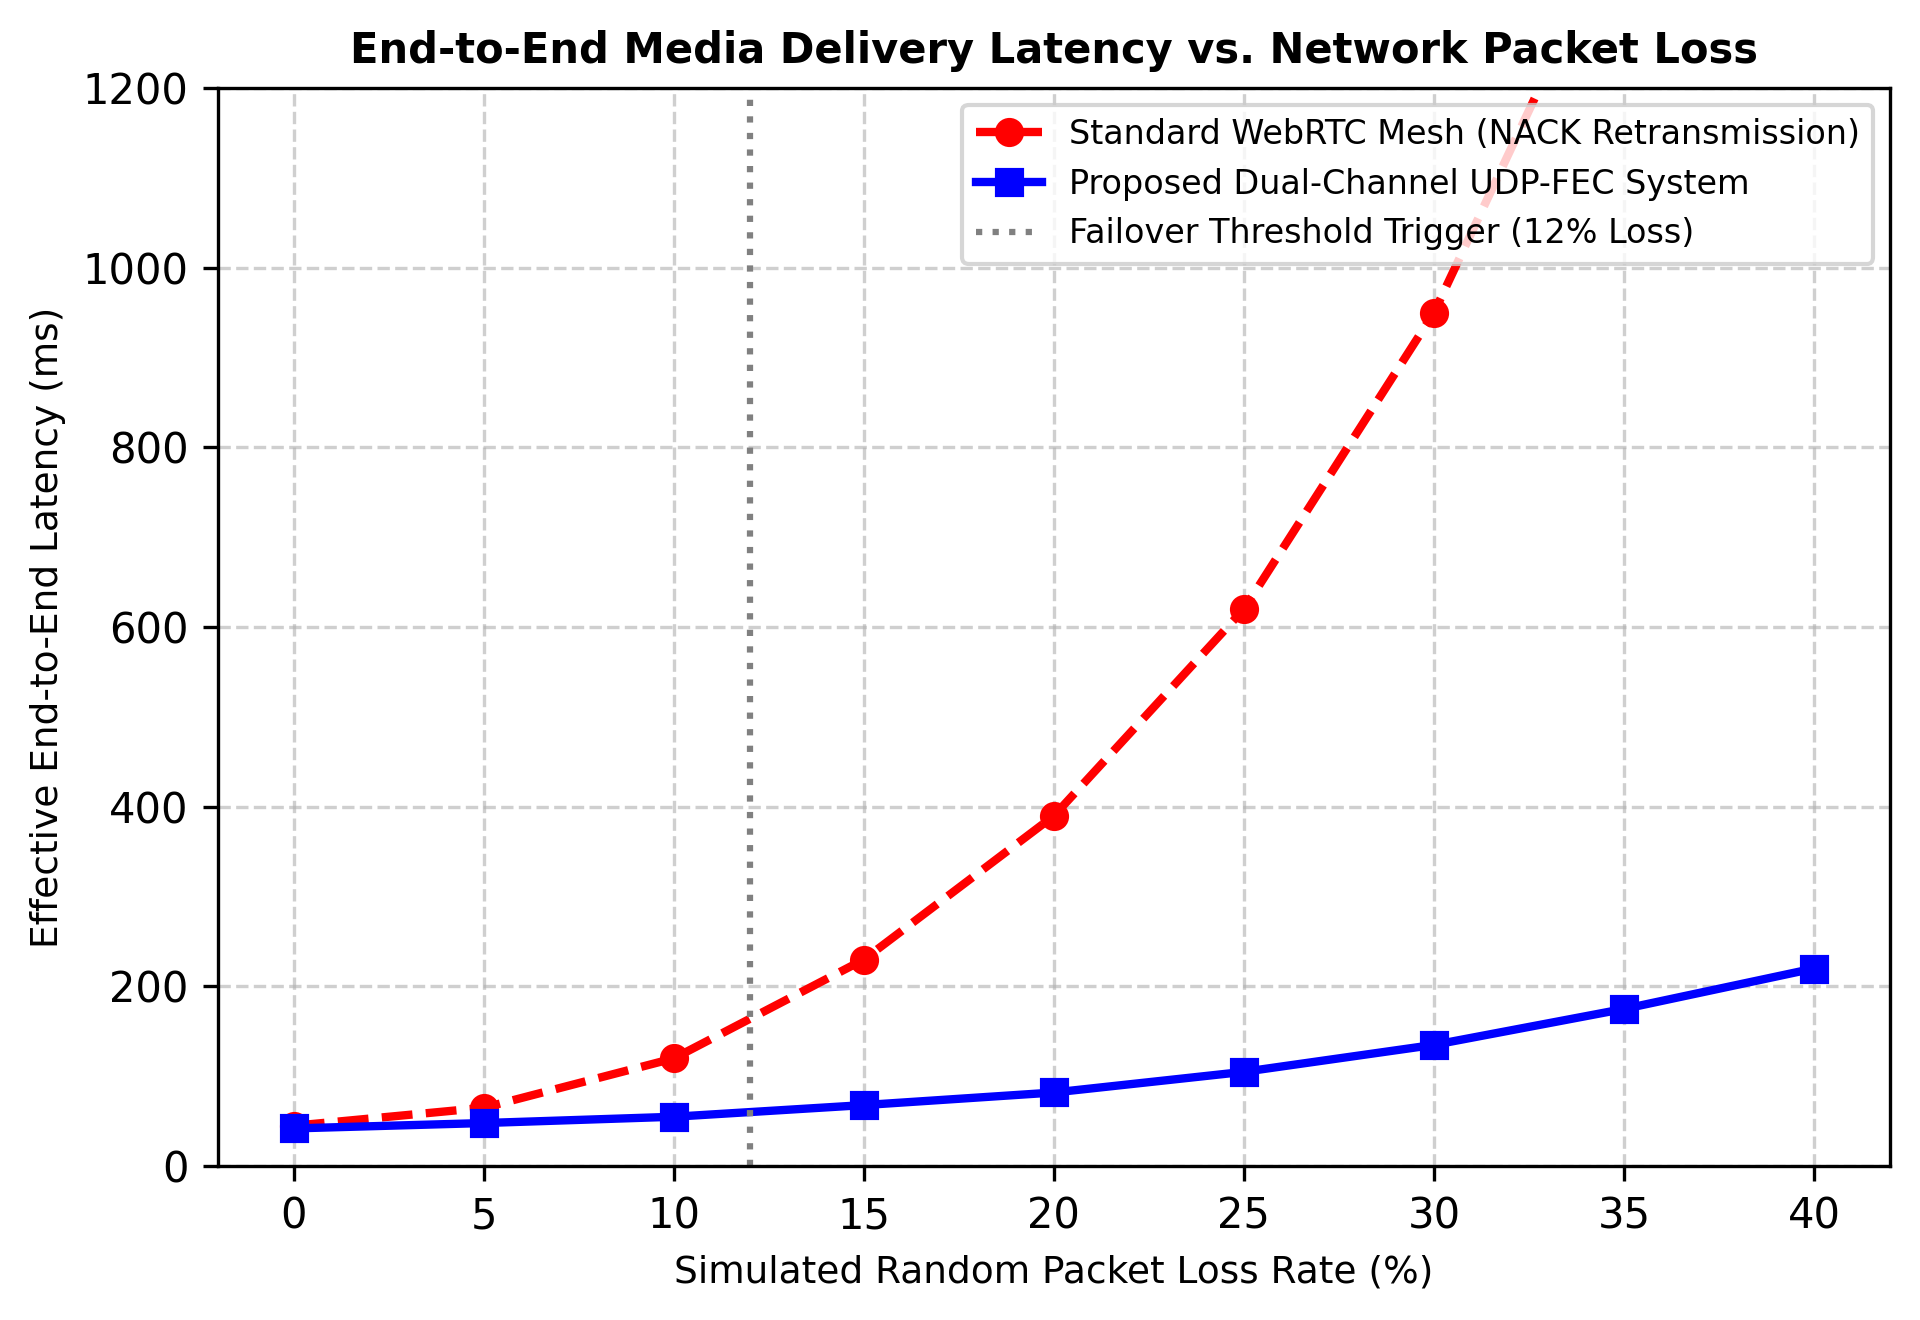 End-to-End Media Delivery Latency vs. Network Packet Loss
1200
1000
800
600
400
200
0
Effective End-to-End Latency (ms)
Standard WebRTC Mesh (NACK Retransmission)
Proposed Dual-Channel UDP-FEC System
Failover Threshold Trigger (12% Loss)
0 5 10 15 20 25 30 35 40
Simulated Random Packet Loss Rate (%)